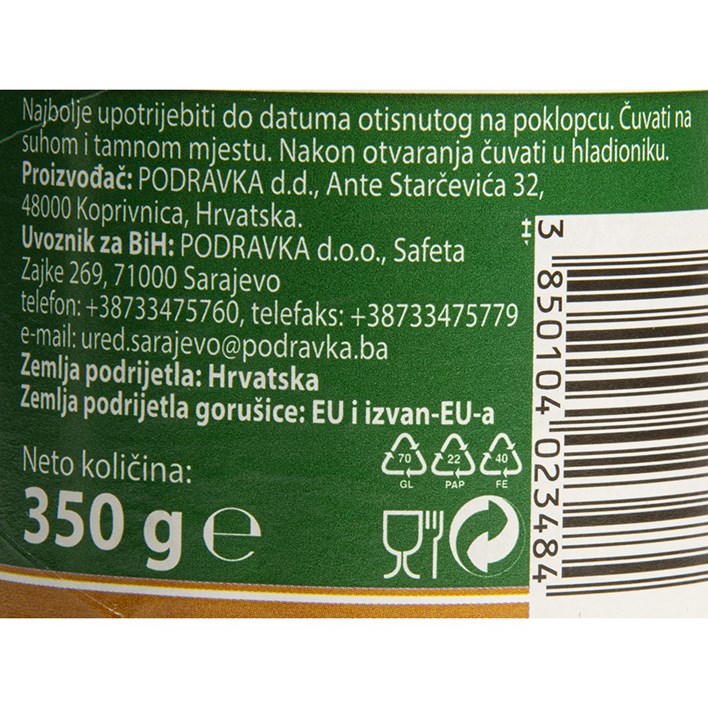 Najbolje upotrijebiti do datuma otisnutog na poklopcu. Čuvati na
suhom i tamnom mjestu. Nakon otvaranja čuvati u hladioniku.
Proizvođač: PODRAVKA d.d., Ante Starčevića 32,
48000 Koprivnica, Hrvatska.
Uvoznik za BiH: PODRAVKA d.o.o., Safeta
Zajke 269, 71000 Sarajevo
telefon: +38733475760, telefaks: +38733475779
e-mail: ured.sarajevo@podravka.ba
Zemlja podrijetla: Hrvatska
Zemlja podrijetla gorušice: EU i izvan-EU-a
Neto količina:
350 g ℮
70 22 40
GL PAP FE
3 850104 023484